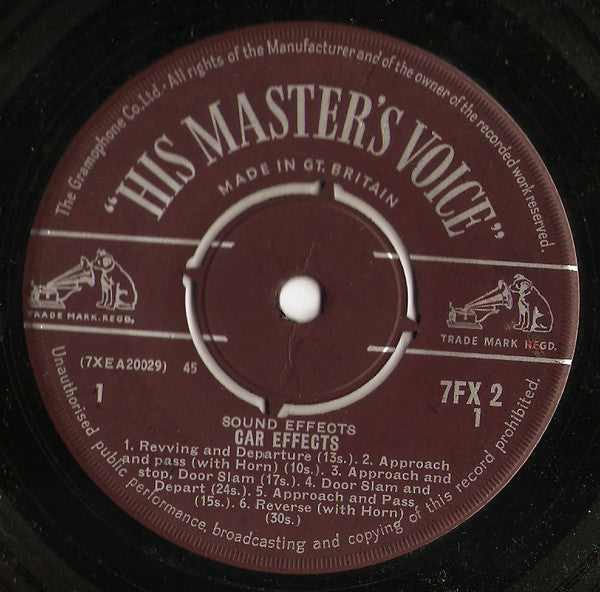 The Gramophone Co. Ltd. - All rights of the Manufacturer and of the owner of the recorded work reserved.
"HIS MASTER'S VOICE"
MADE IN GT. BRITAIN
TRADE MARK. REGD.
TRADE MARK REGD.
(7XEA20029) 45
1
7FX 2
1
SOUND EFFECTS
CAR EFFECTS
1. Revving and Departure (13s.). 2. Approach
and pass (with Horn) (10s.). 3. Approach and
stop, Door Slam (17s.). 4. Door Slam and
Depart (24s.). 5. Approach and Pass
(15s.). 6. Reverse (with Horn)
(30s.)
Unauthorised public performance, broadcasting and copying of this record prohibited.